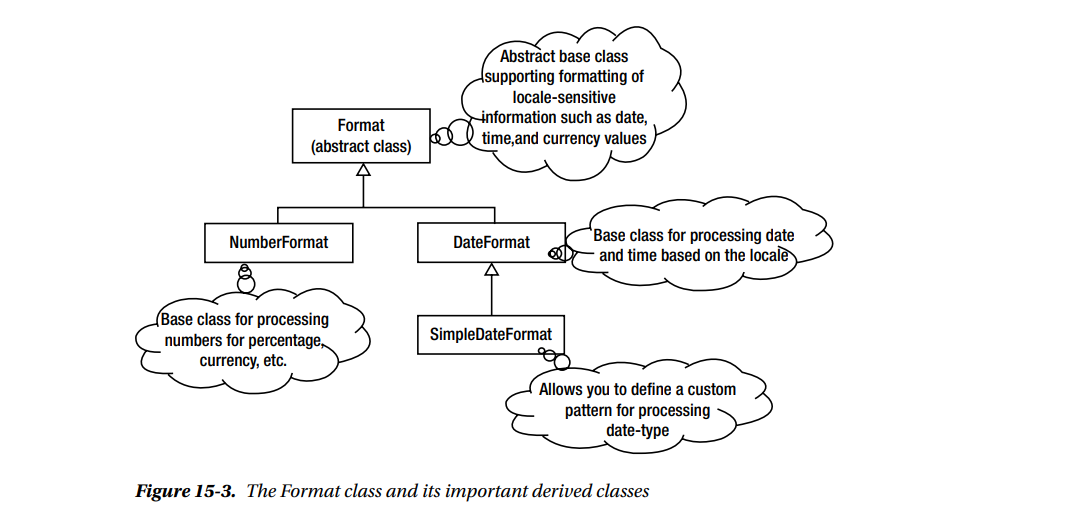 Abstract base class
supporting formatting of
locale-sensitive
information such as date,
time,and currency values
Format
(abstract class)
NumberFormat
DateFormat
Base class for processing date
and time based on the locale
Base class for processing
numbers for percentage,
currency, etc.
SimpleDateFormat
Allows you to define a custom
pattern for processing
date-type
Figure 15-3. The Format class and its important derived classes